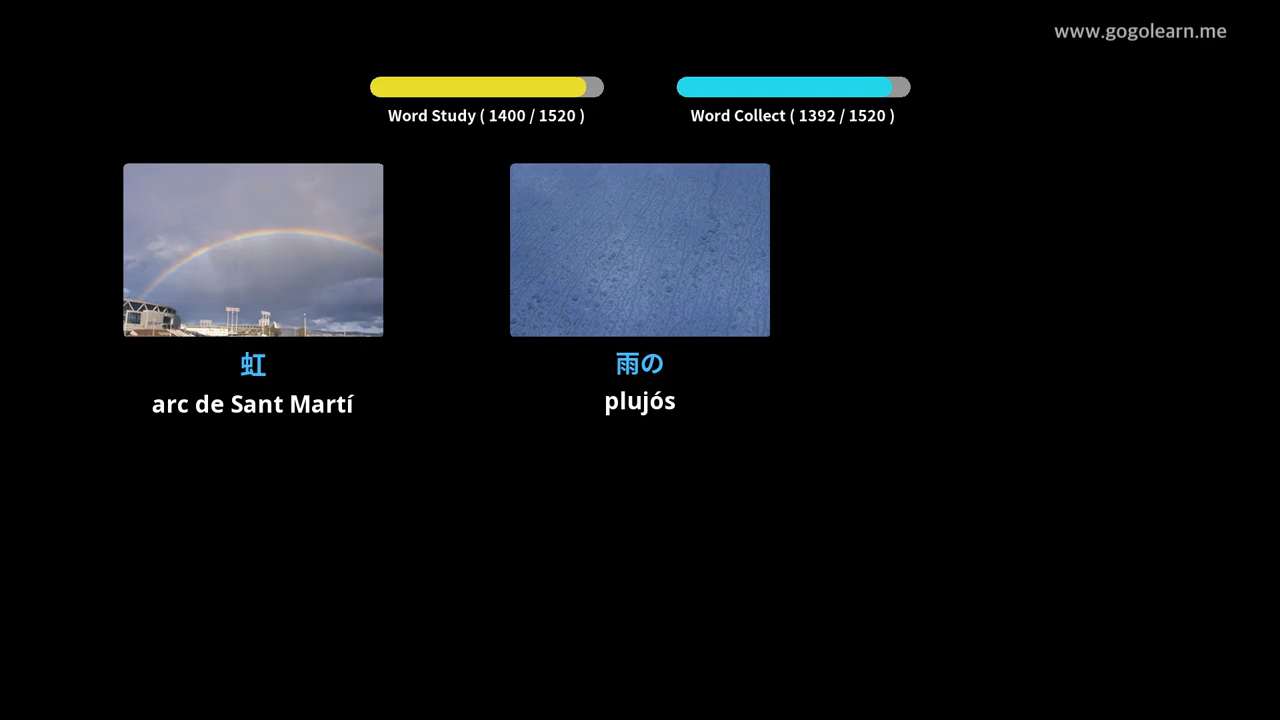 www.gogolearn.me
Word Study ( 1400 / 1520 )
Word Collect ( 1392 / 1520 )
虹
arc de Sant Martí
雨の
plujós